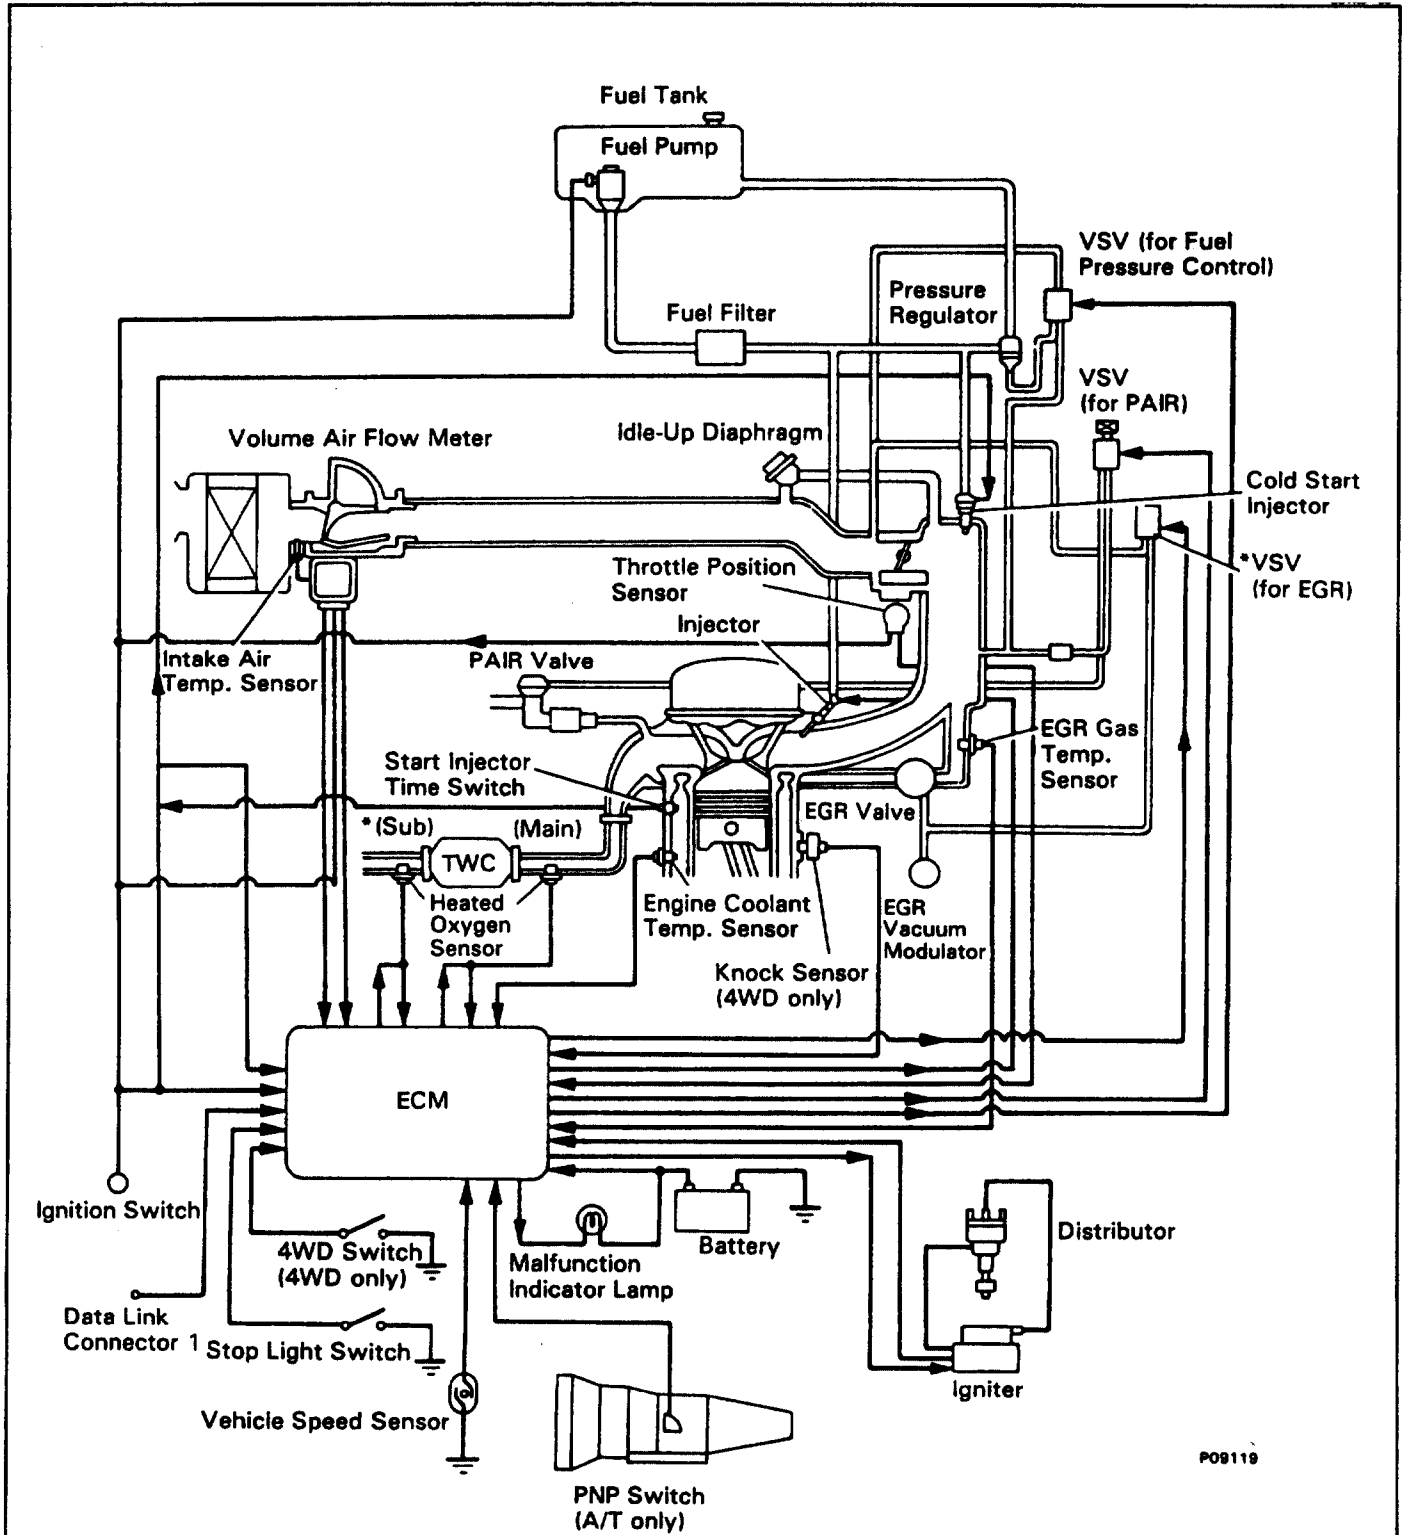 Fuel Tank
Fuel Pump
VSV (for Fuel
Pressure Control)
Pressure
Regulator
Fuel Filter
VSV
(for PAIR)
Idle-Up Diaphragm
Volume Air Flow Meter
Cold Start
Injector
Throttle Position
Sensor
*VSV
(for EGR)
Injector
Intake Air
Temp. Sensor
PAIR Valve
EGR Gas
Temp.
Sensor
Start Injector
Time Switch
EGR Valve
*(Sub)
(Main)
TWC
Heated
Oxygen
Sensor
Engine Coolant
Temp. Sensor
EGR
Vacuum
Modulator
Knock Sensor
(4WD only)
ECM
Ignition Switch
4WD Switch
(4WD only)
Malfunction
Indicator Lamp
Battery
Distributor
Data Link
Connector 1
Stop Light Switch
Igniter
Vehicle Speed Sensor
PNP Switch
(A/T only)
P09119